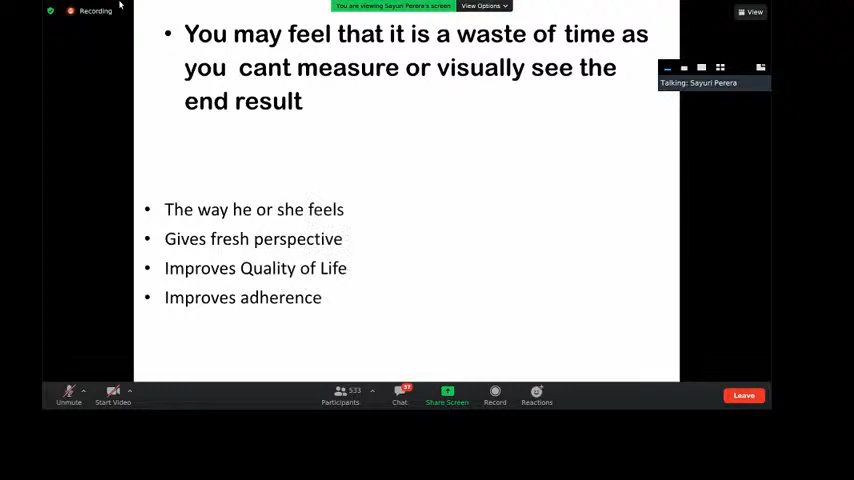 Recording
You are viewing Sayuri Perera's screen
View Options
View
• You may feel that it is a waste of time as
you cant measure or visually see the
end result
Talking: Sayuri Perera
• The way he or she feels
• Gives fresh perspective
• Improves Quality of Life
• Improves adherence
Unmute
Start Video
533
Participants
37
Chat
Share Screen
Record
Reactions
Leave